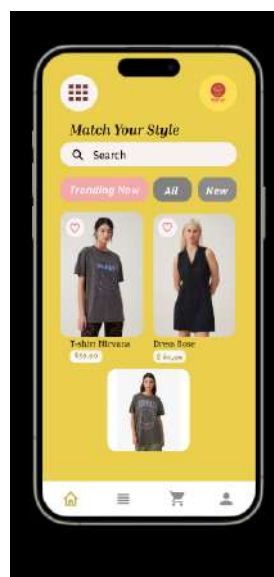 Match Your Style
Search
Trending Now
All
New
T-shirt Nirvana
Dress Rose